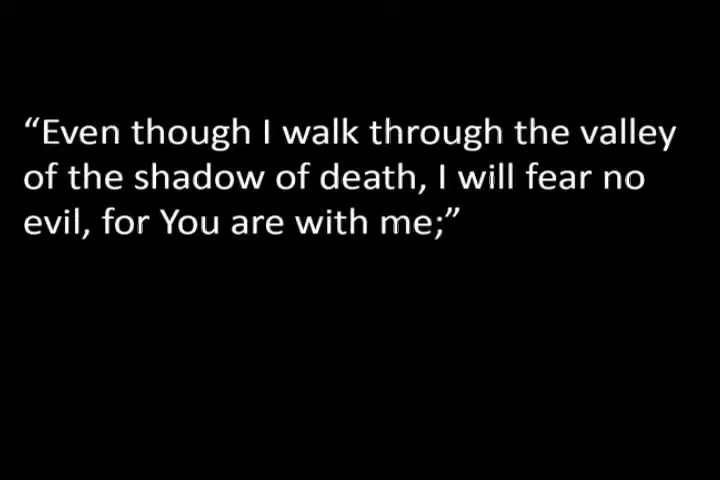 “Even though I walk through the valley
of the shadow of death, I will fear no
evil, for You are with me;”